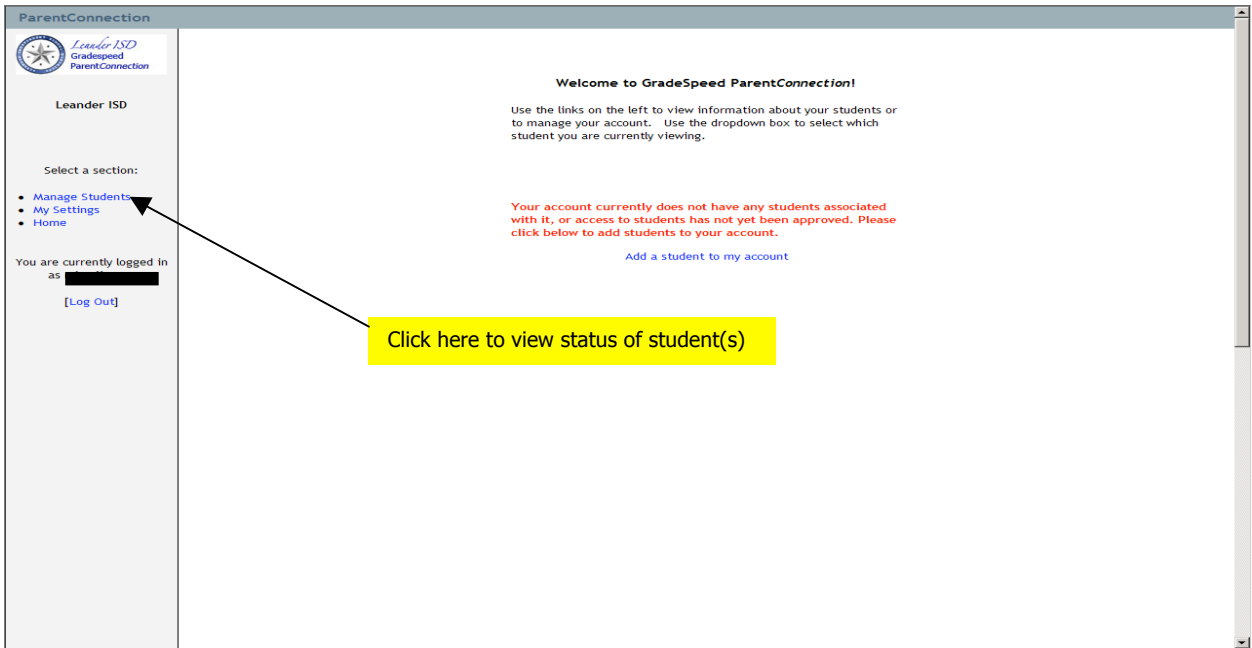 ParentConnection
Leander ISD
Gradespeed
ParentConnection
Leander ISD
Select a section:
• Manage Students
• My Settings
• Home
You are currently logged in
as
[Log Out]
Welcome to GradeSpeed ParentConnection!
Use the links on the left to view information about your students or
to manage your account. Use the dropdown box to select which
student you are currently viewing.
Your account currently does not have any students associated
with it, or access to students has not yet been approved. Please
click below to add students to your account.
Add a student to my account
Click here to view status of student(s)